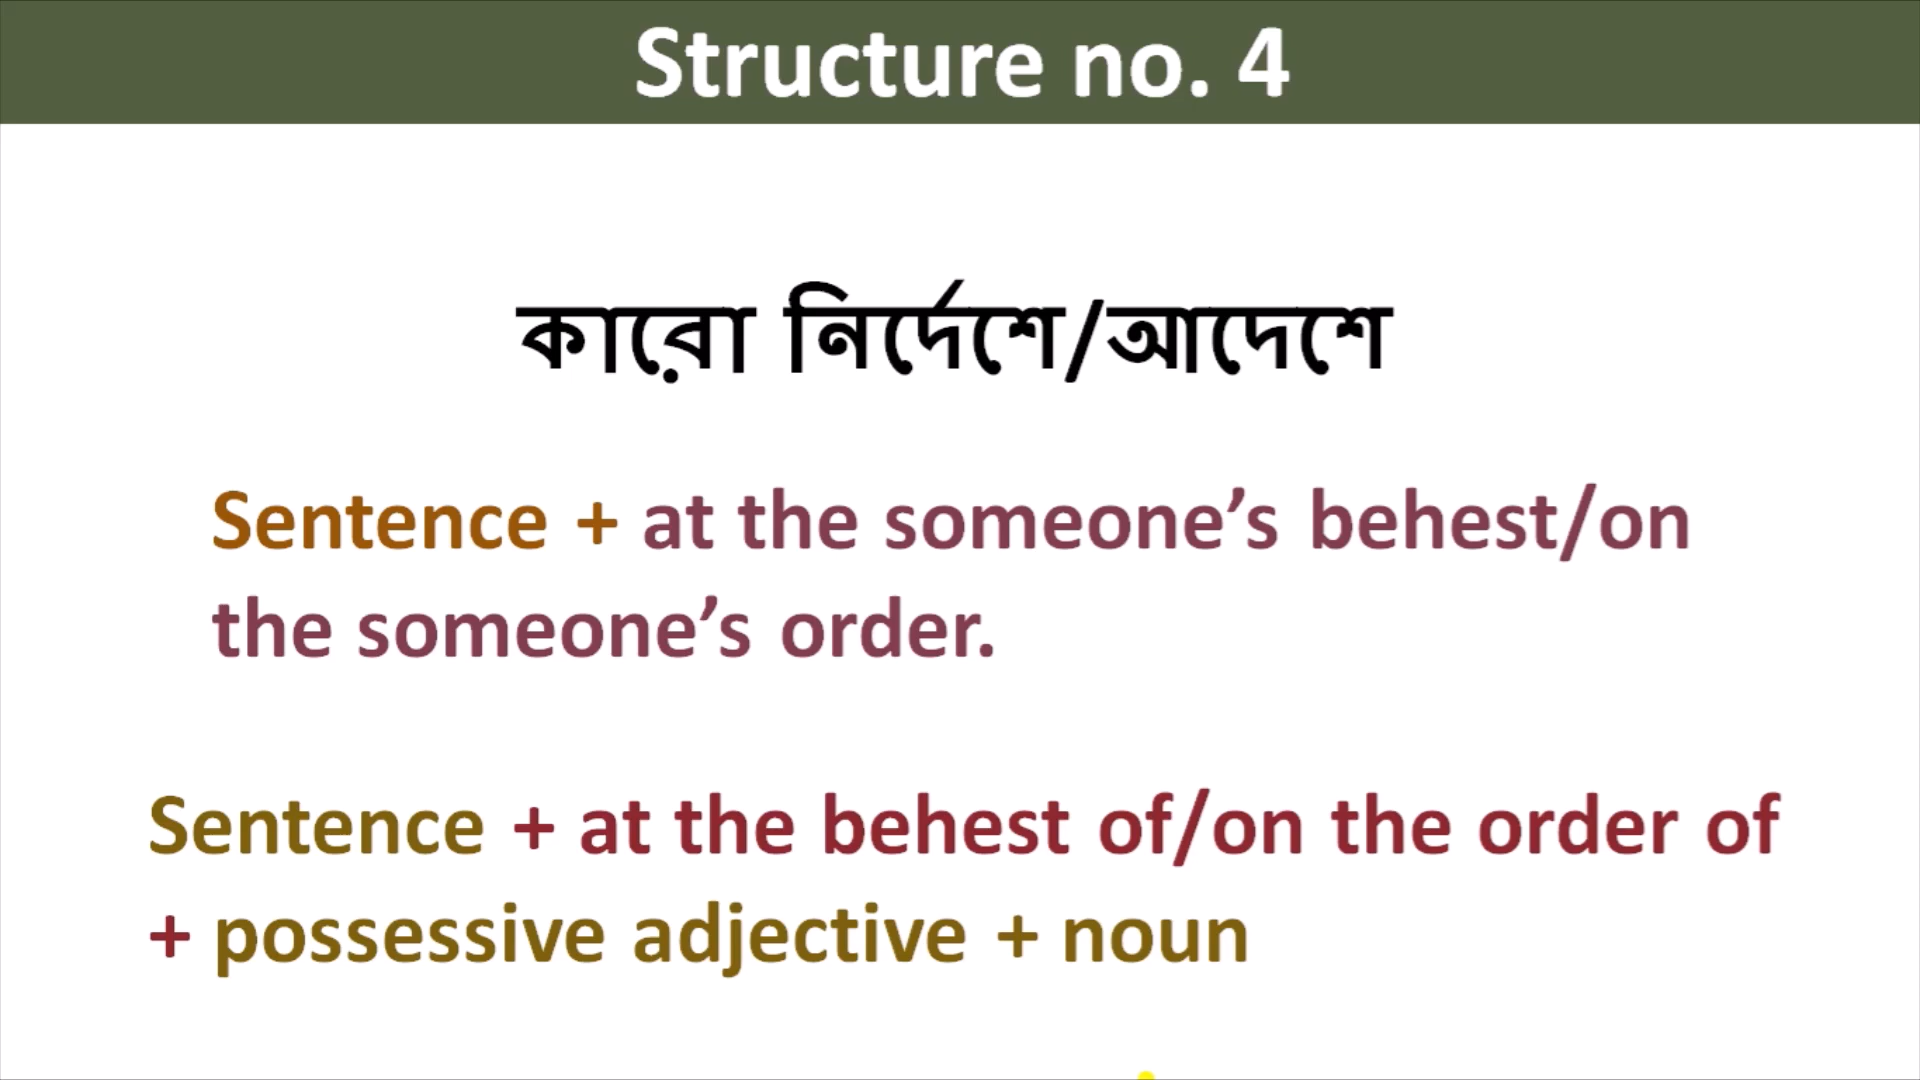 Structure no. 4
কারো নির্দেশে/আদেশে
Sentence + at the someone’s behest/on
the someone’s order.
Sentence + at the behest of/on the order of
+ possessive adjective + noun